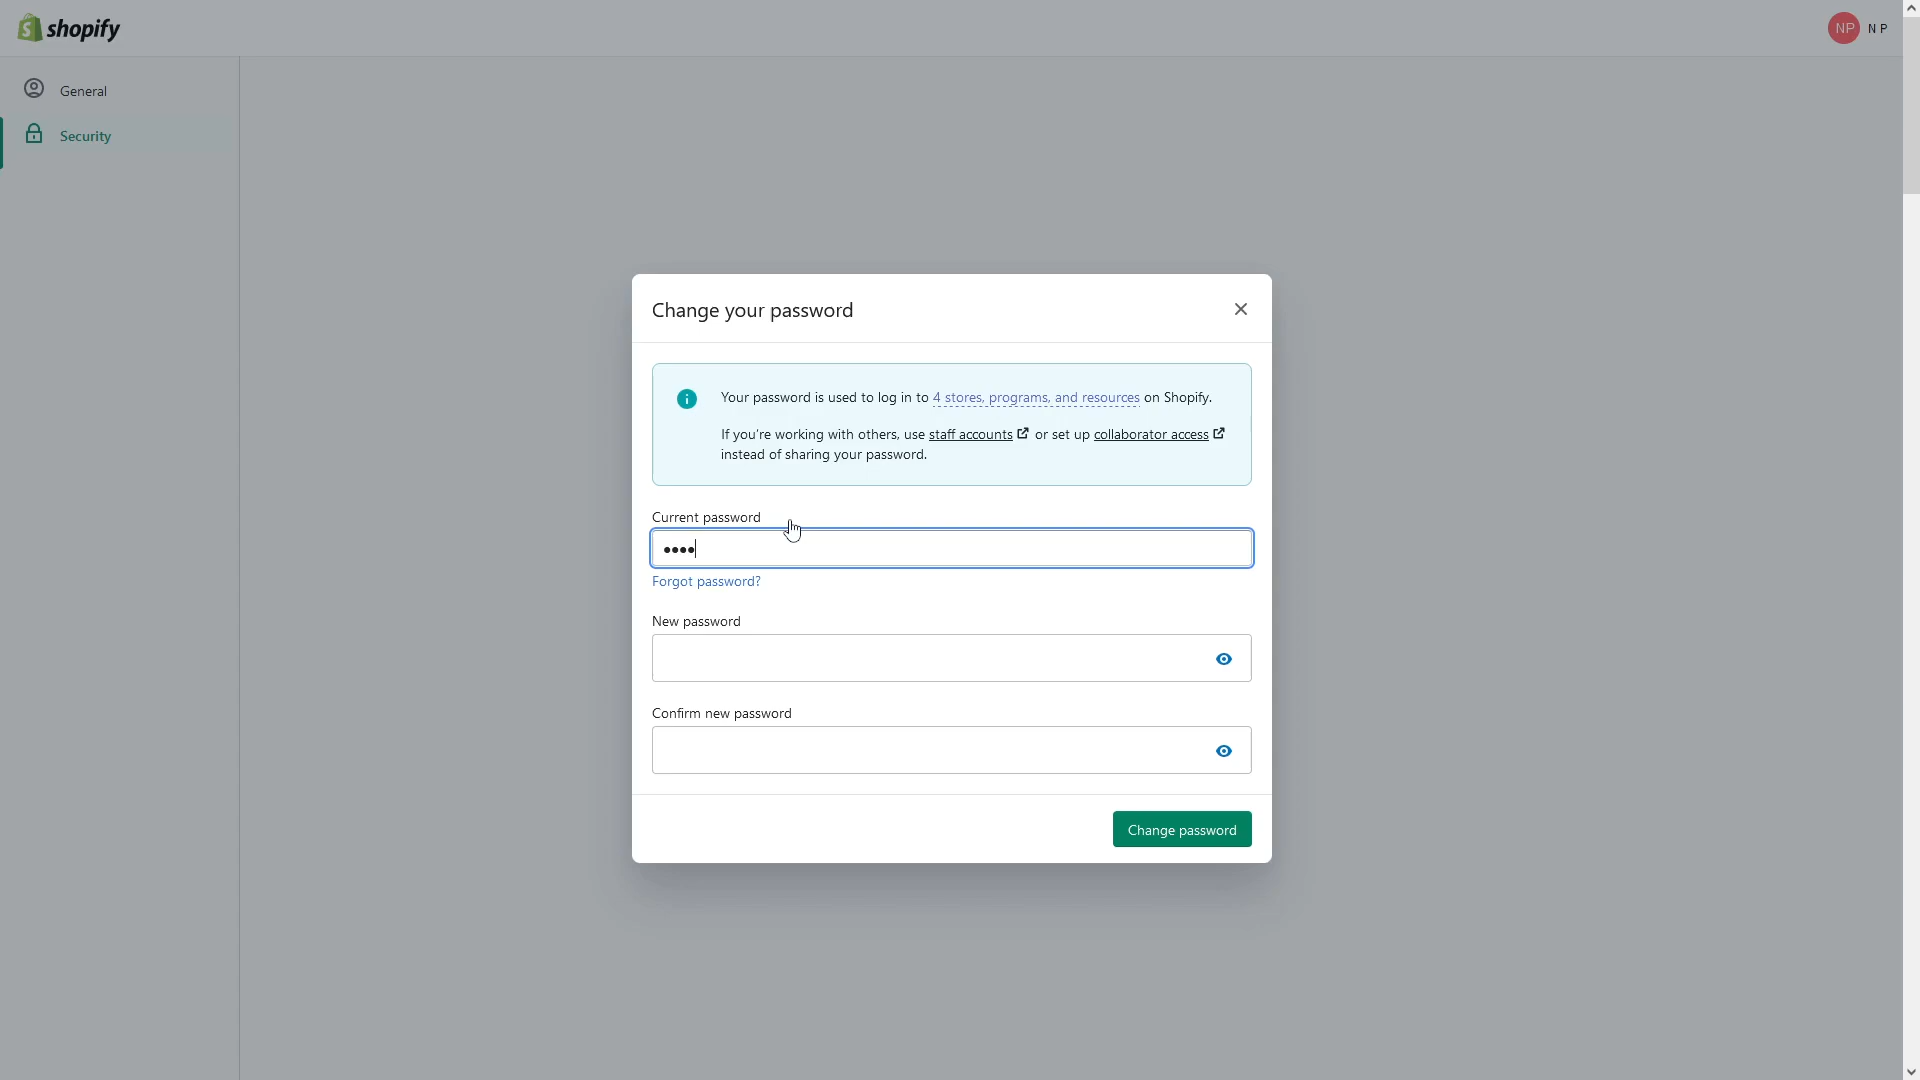 shopify
NP N P
General
Security
Change your password
Your password is used to log in to 4 stores, programs, and resources on Shopify.
If you're working with others, use staff accounts or set up collaborator access
instead of sharing your password.
Current password
••••
Forgot password?
New password
Confirm new password
Change password